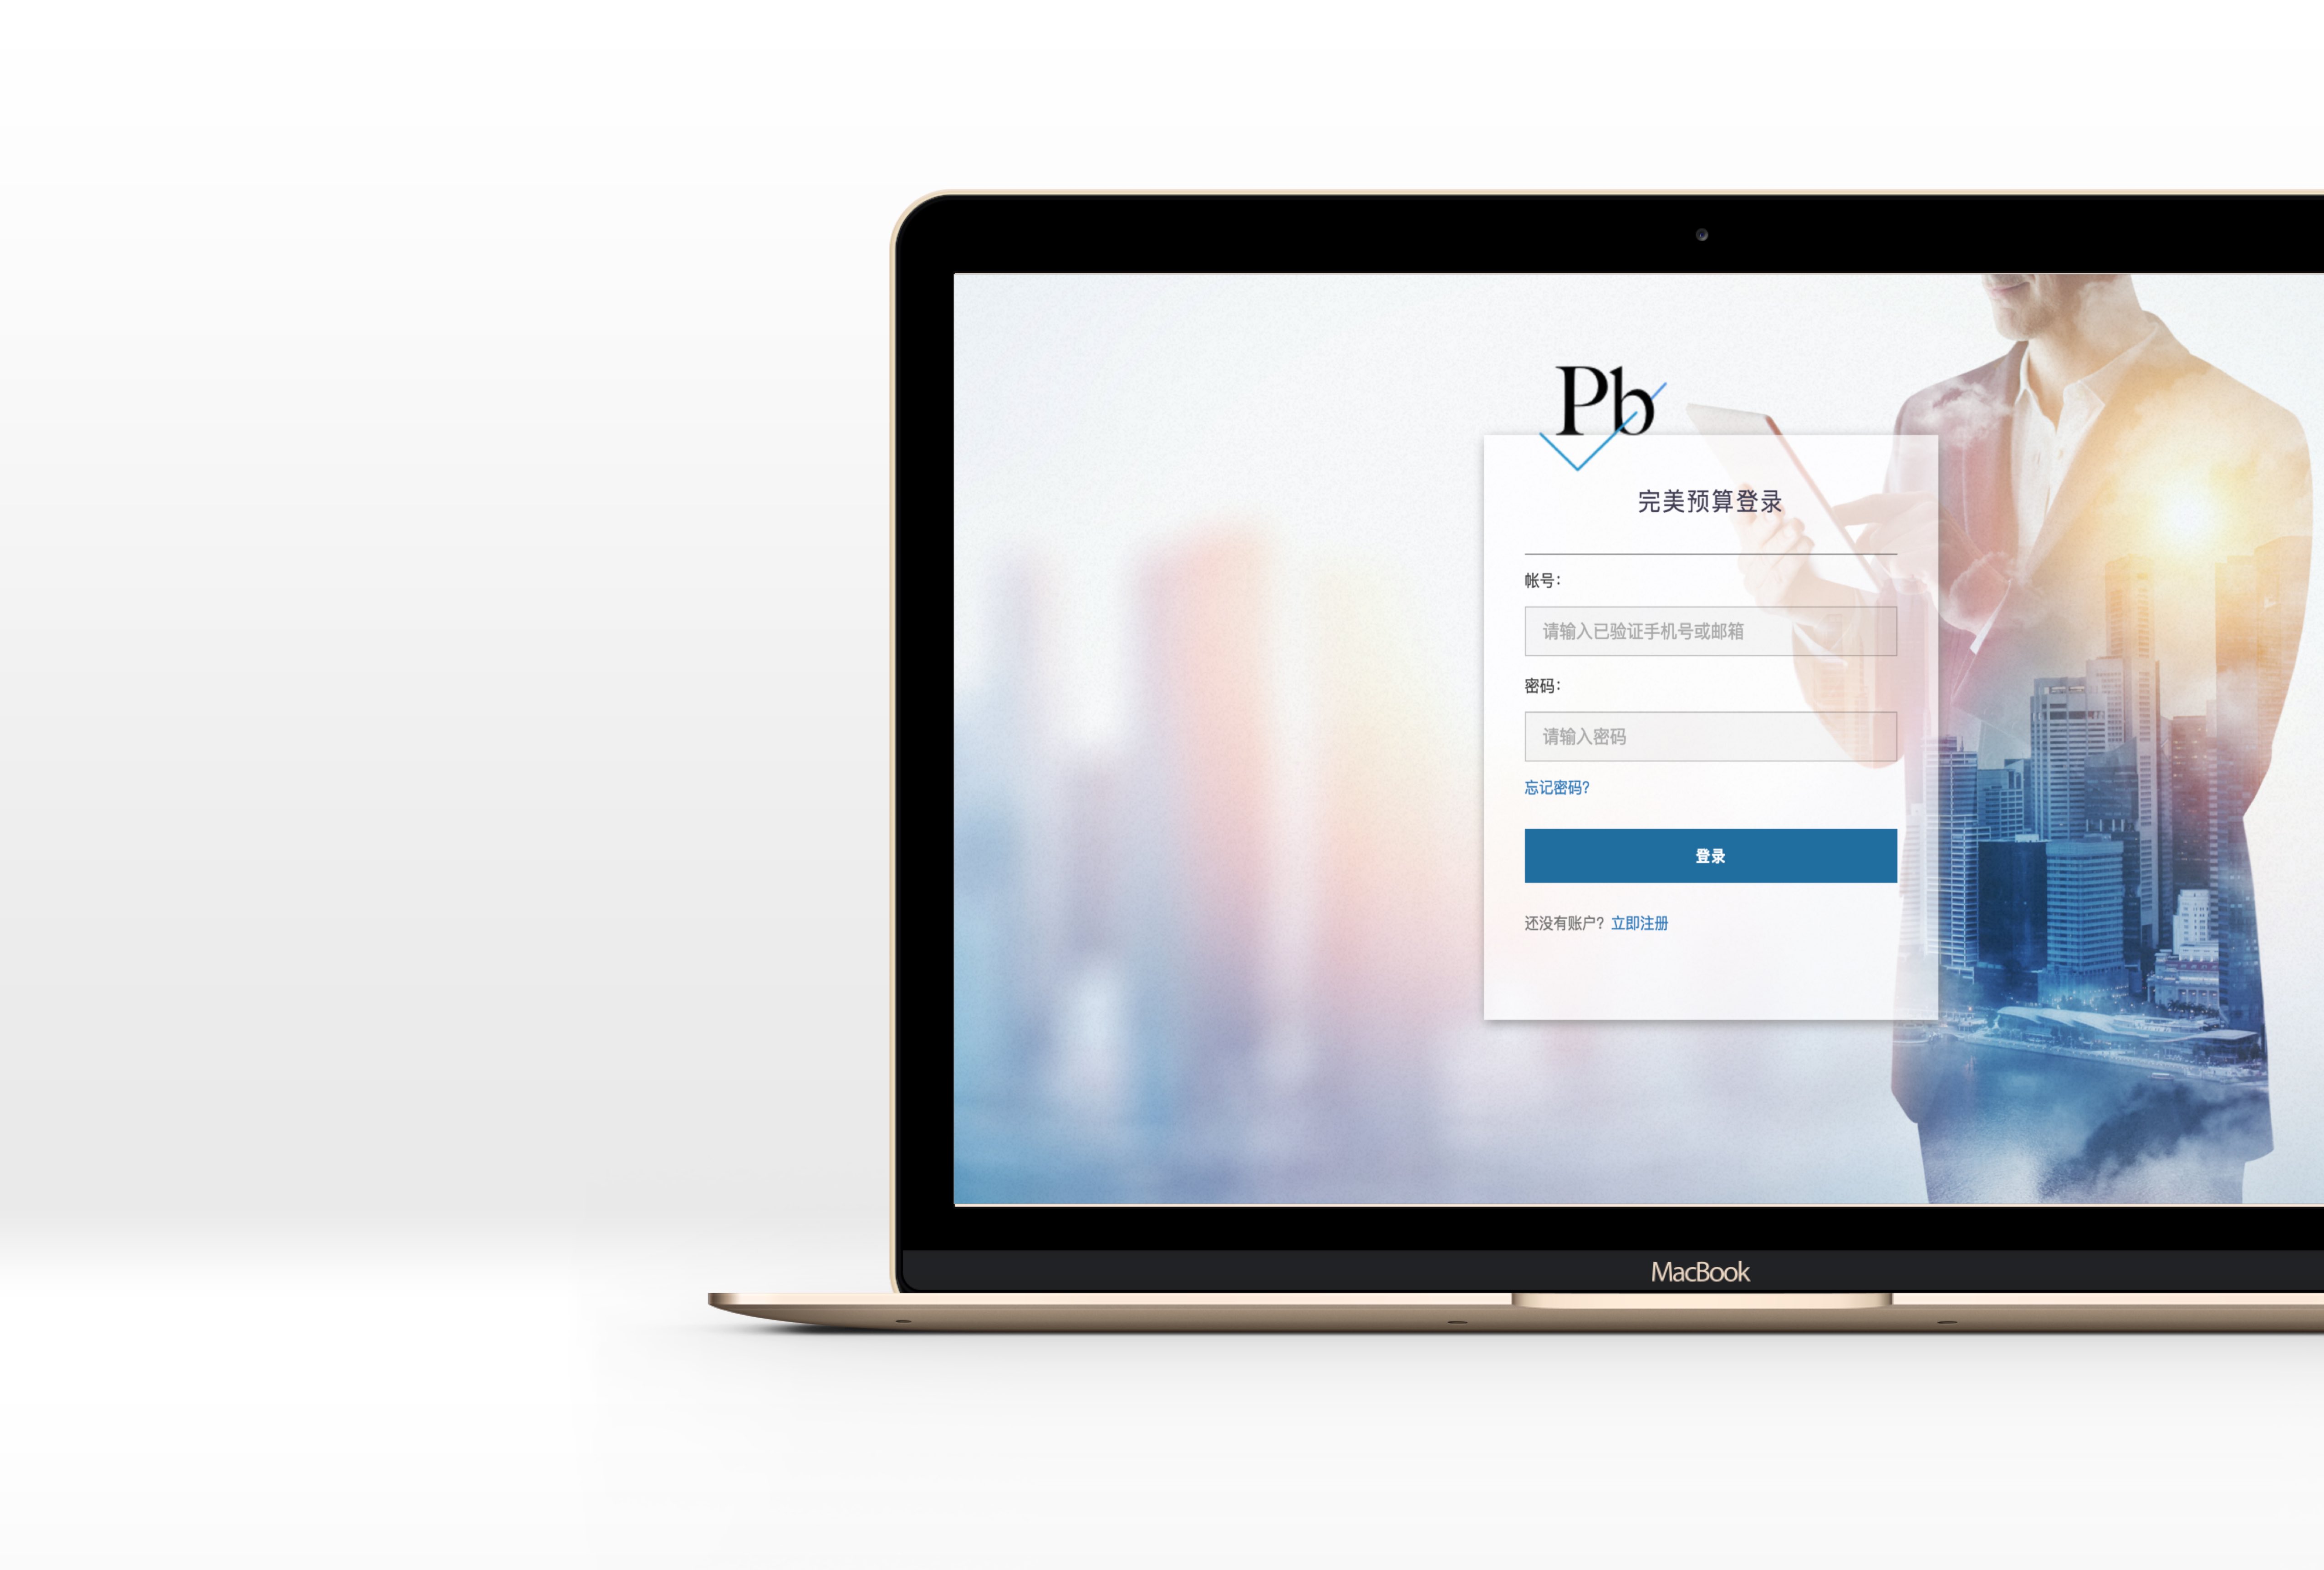 Pb
完美预算登录
帐号：
请输入已验证手机号或邮箱
密码：
请输入密码
忘记密码？
登录
还没有账户？ 立即注册
MacBook